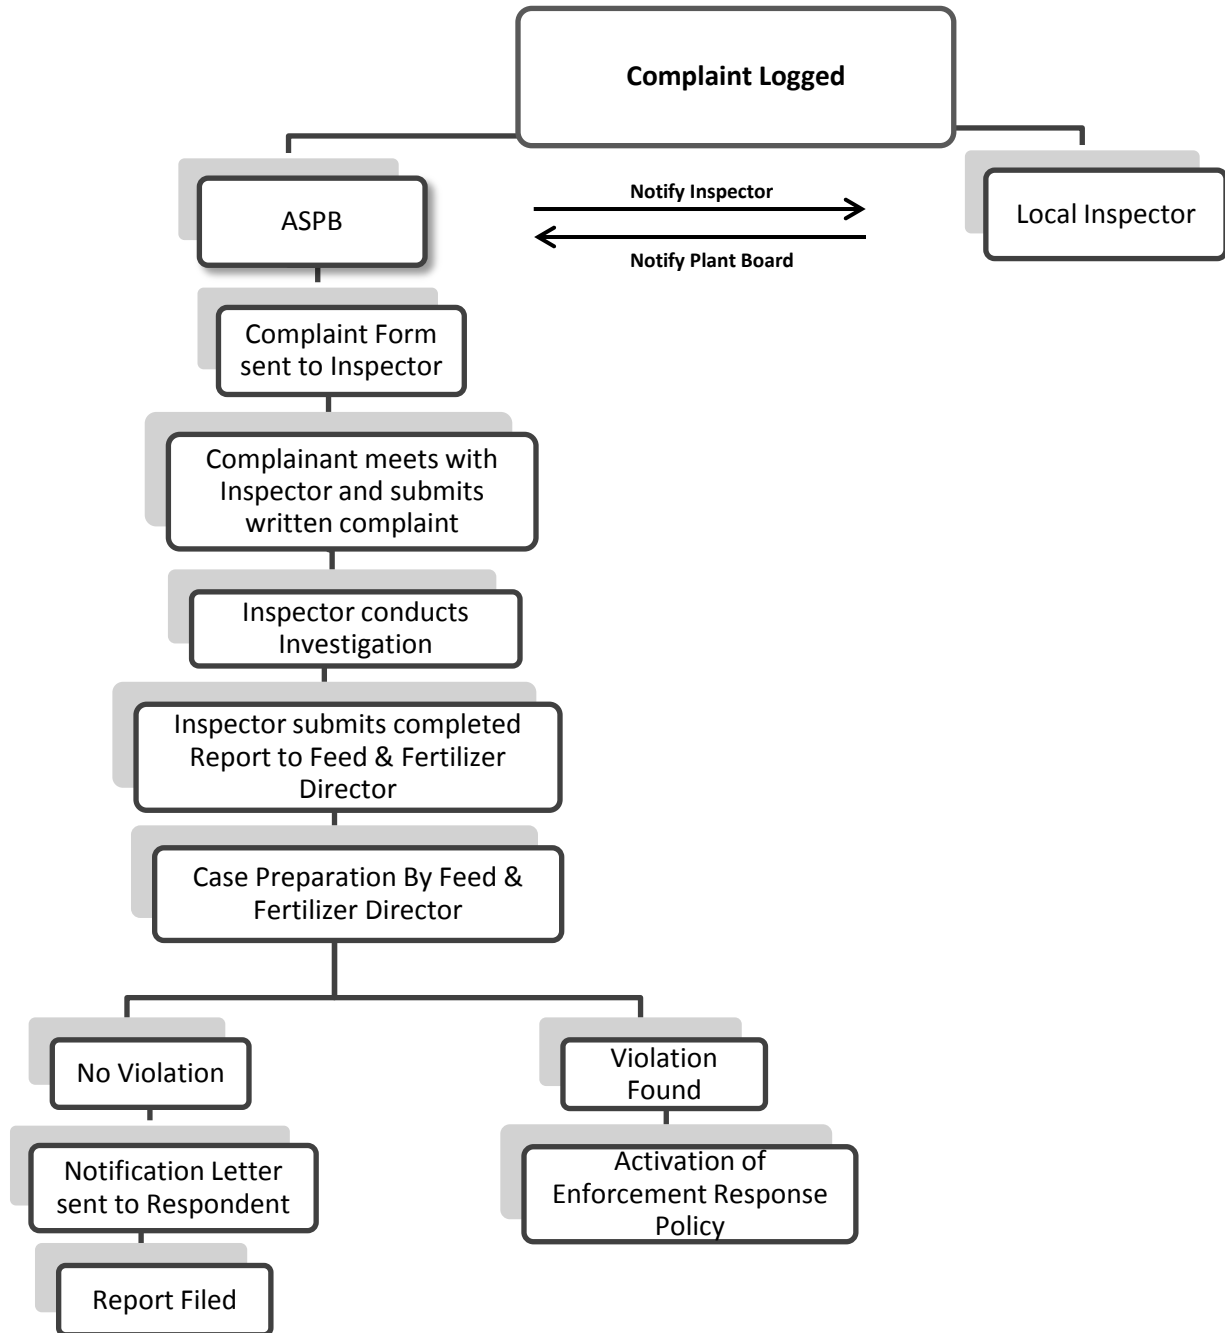 Complaint Logged
ASPB
Notify Inspector
Notify Plant Board
Local Inspector
Complaint Form
sent to Inspector
Complainant meets with
Inspector and submits
written complaint
Inspector conducts
Investigation
Inspector submits completed
Report to Feed & Fertilizer
Director
Case Preparation By Feed &
Fertilizer Director
No Violation
Notification Letter
sent to Respondent
Report Filed
Violation
Found
Activation of
Enforcement Response
Policy